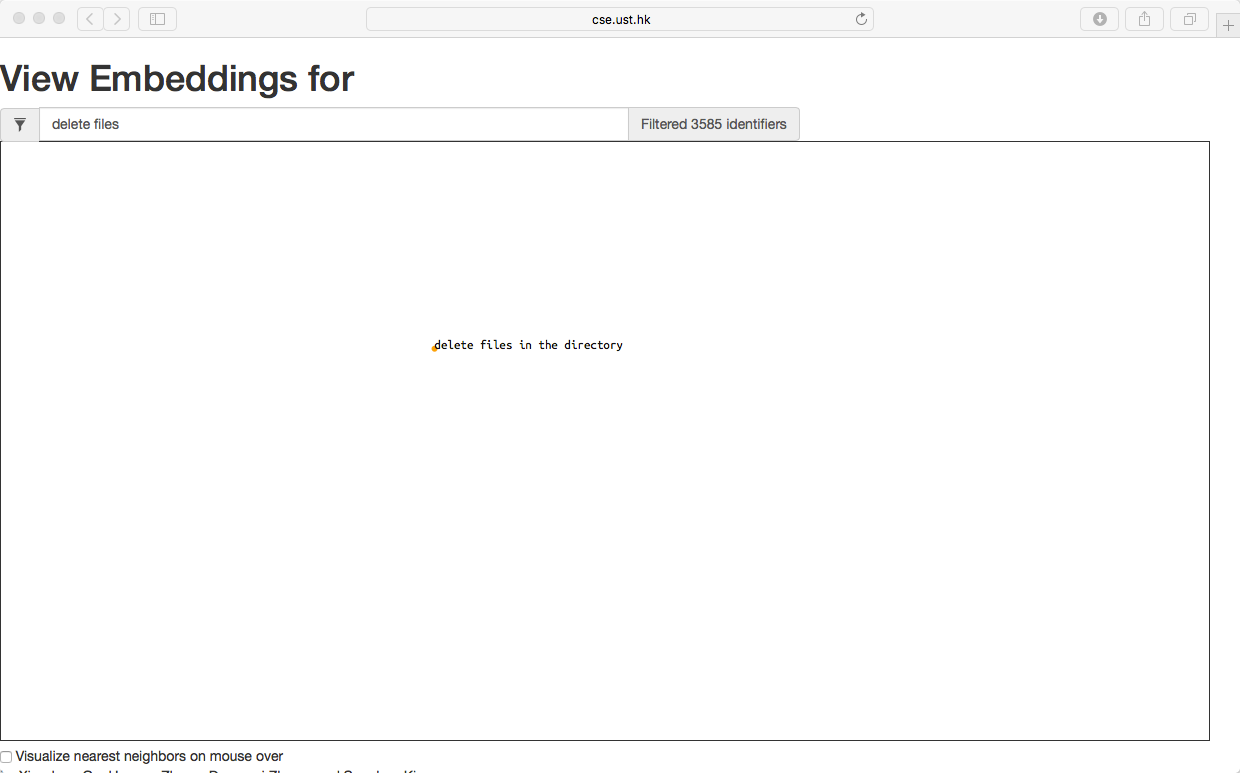 cse.ust.hk
View Embeddings for
delete files
Filtered 3585 identifiers
delete files in the directory
Visualize nearest neighbors on mouse over